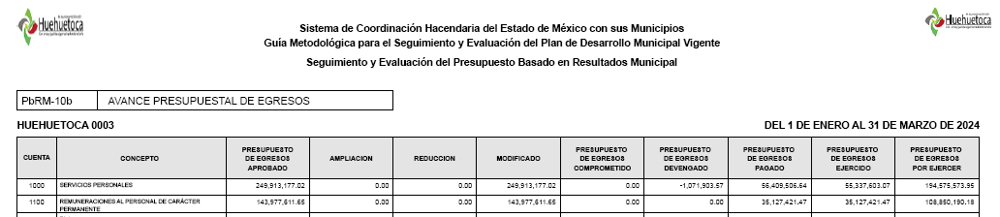 Huehuetoca
Huehuetoca
Sistema de Coordinación Hacendaria del Estado de México con sus Municipios
Guía Metodológica para el Seguimiento y Evaluación del Plan de Desarrollo Municipal Vigente
Seguimiento y Evaluación del Presupuesto Basado en Resultados Municipal
PbRM-10b AVANCE PRESUPUESTAL DE EGRESOS
HUEHUETOCA 0003 DEL 1 DE ENERO AL 31 DE MARZO DE 2024
CUENTA CONCEPTO PRESUPUESTO DE EGRESOS APROBADO AMPLIACION REDUCCION MODIFICADO PRESUPUESTO DE EGRESOS COMPROMETIDO PRESUPUESTO DE EGRESOS DEVENGADO PRESUPUESTO DE EGRESOS PAGADO PRESUPUESTO DE EGRESOS EJERCIDO PRESUPUESTO DE EGRESOS POR EJERCER
1000 SERVICIOS PERSONALES 249,913,177.02 0.00 0.00 249,913,177.02 0.00 -1,071,903.57 56,409,506.64 55,337,603.07 194,575,573.95
1100 REMUNERACIONES AL PERSONAL DE CARÁCTER 143,977,611.65 0.00 0.00 143,977,611.65 0.00 0.00 35,127,421.47 35,127,421.47 108,850,190.18
PERMANENTE